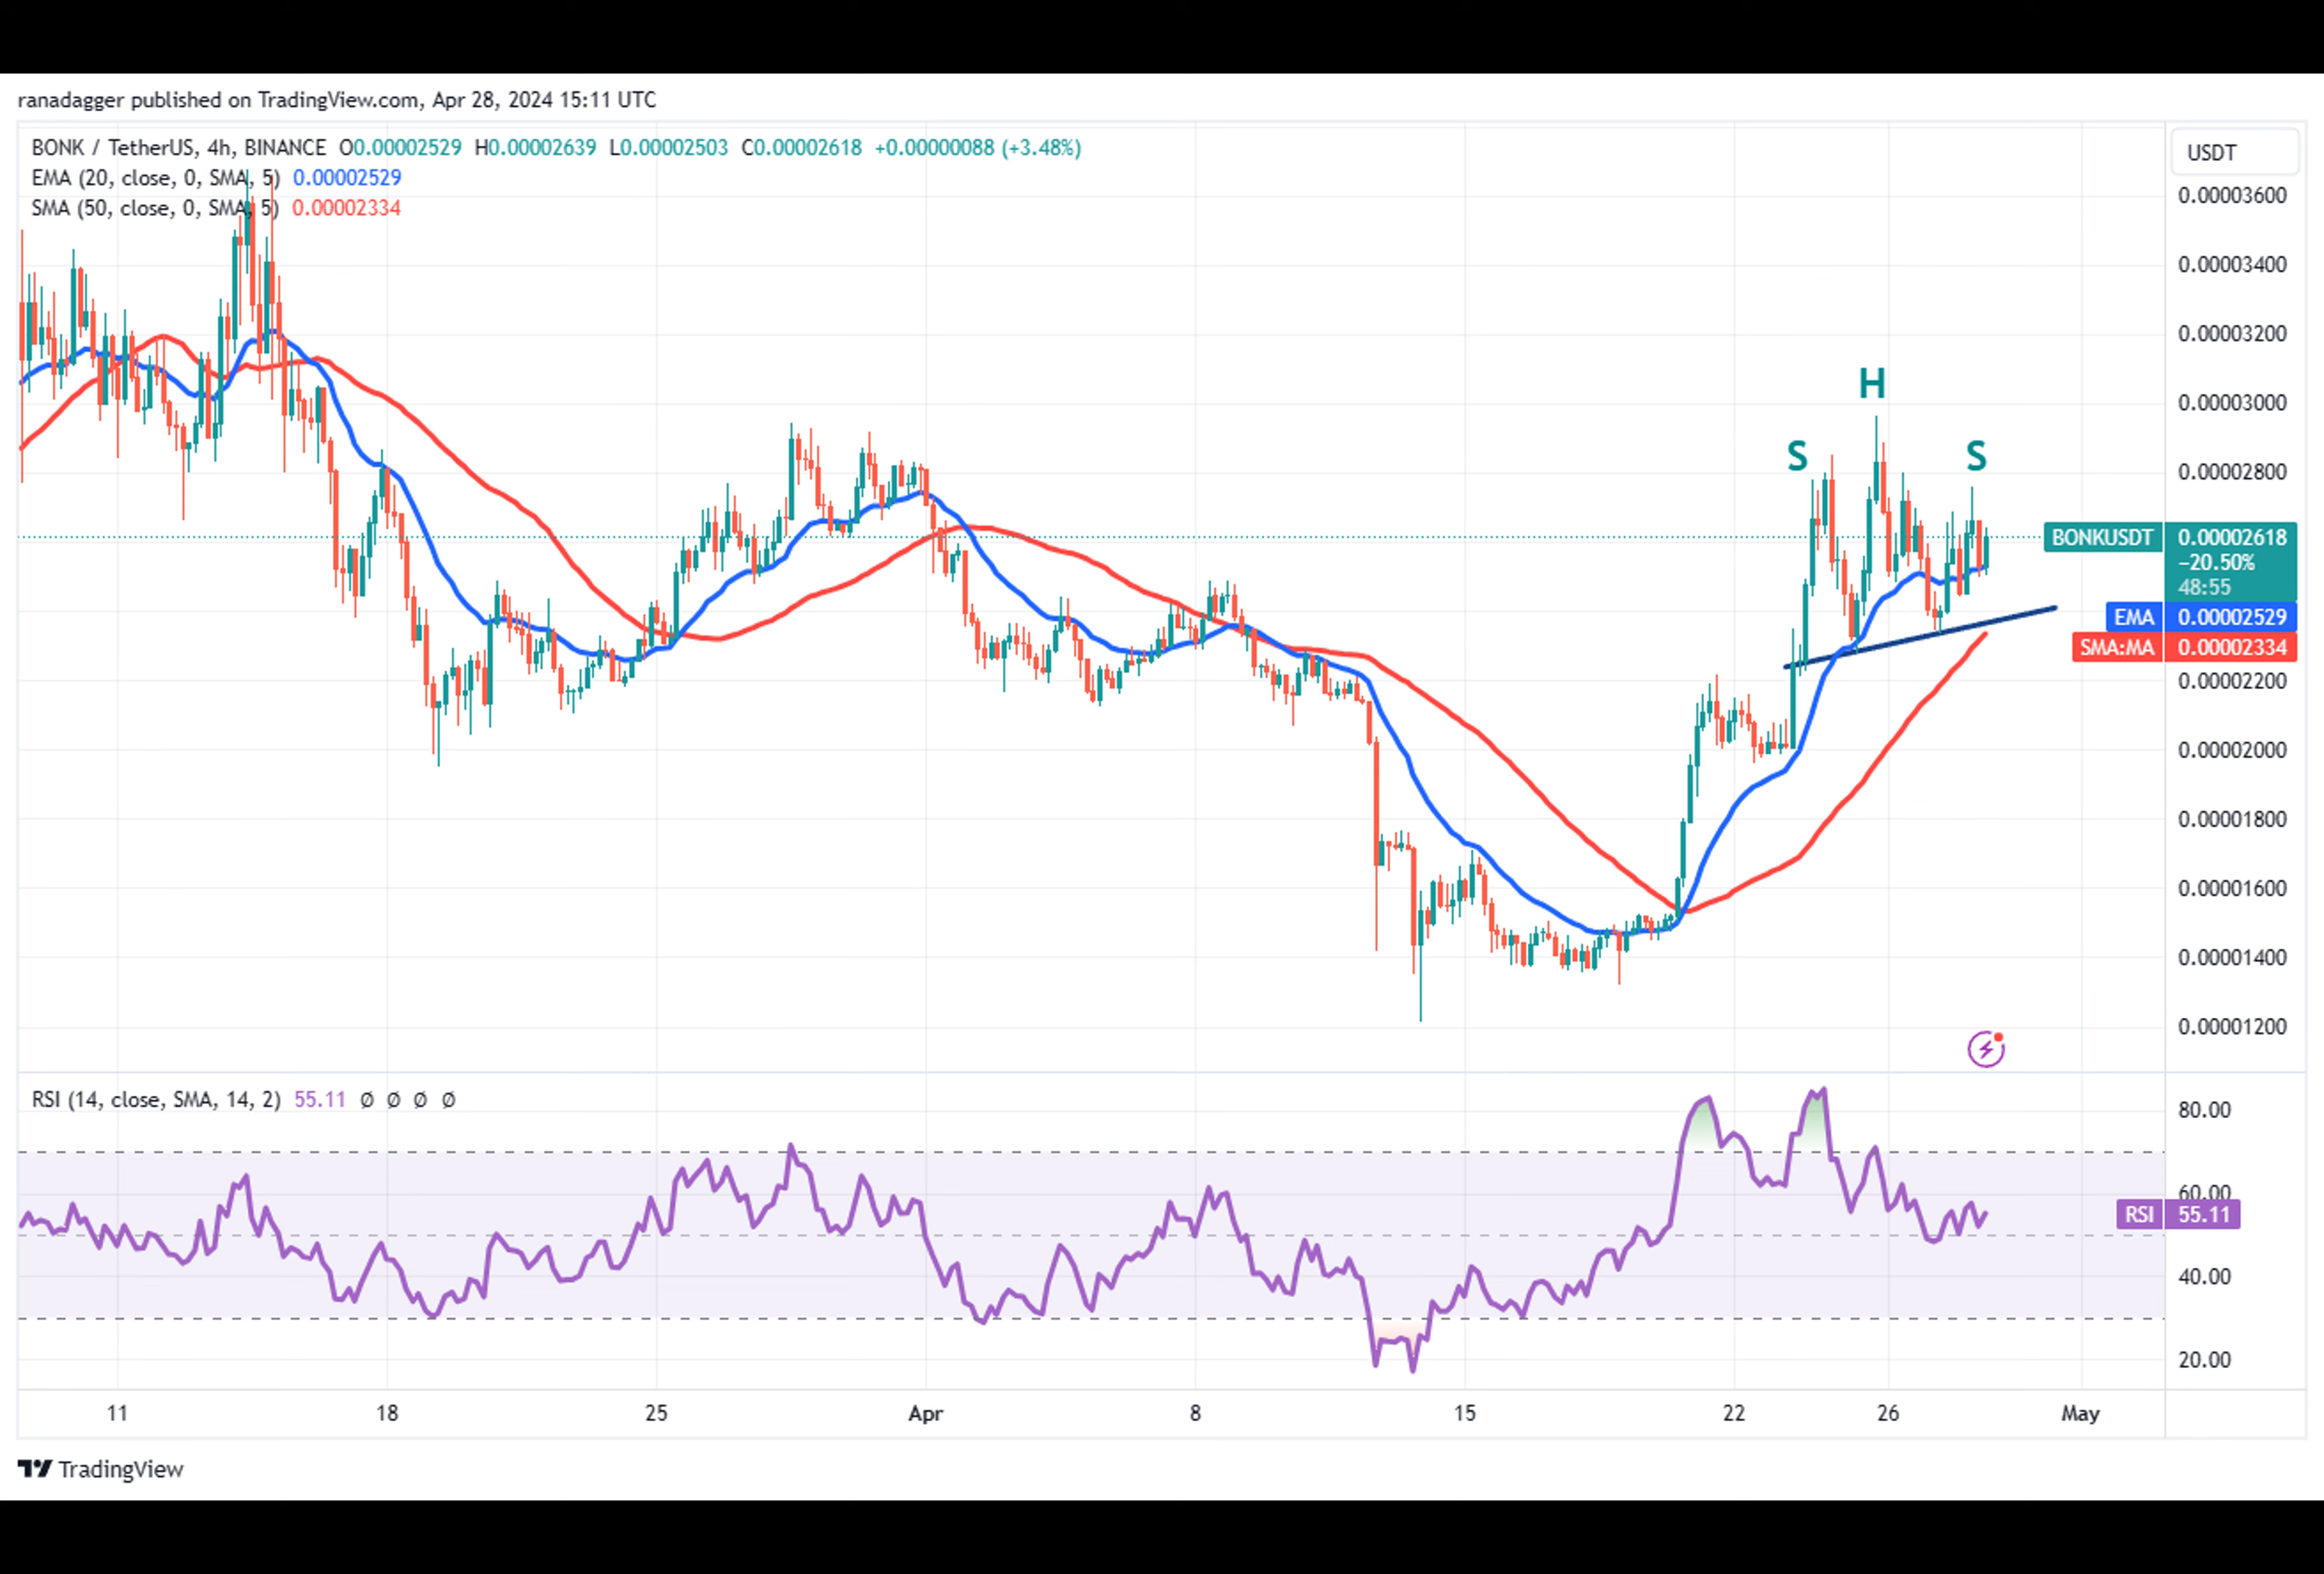 ranadagger published on TradingView.com, Apr 28, 2024 15:11 UTC
BONK / TetherUS, 4h, BINANCE O0.00002529 H0.00002639 L0.00002503 C0.00002618 +0.00000088 (+3.48%)
USDT
EMA (20, close, 0, SMA, 5) 0.00002529
SMA (50, close, 0, SMA, 5) 0.00002334
0.00003600
0.00003400
0.00003200
H
0.00003000
S S
0.00002800
BONKUSDT 0.00002618
−20.50%
48:55
EMA 0.00002529
SMA:MA 0.00002334
0.00002200
0.00002000
0.00001800
0.00001600
0.00001400
0.00001200
RSI (14, close, SMA, 14, 2) 55.11 Ø Ø Ø Ø
80.00
60.00
RSI 55.11
40.00
20.00
11 18 25 Apr 8 15 22 26 May
TradingView